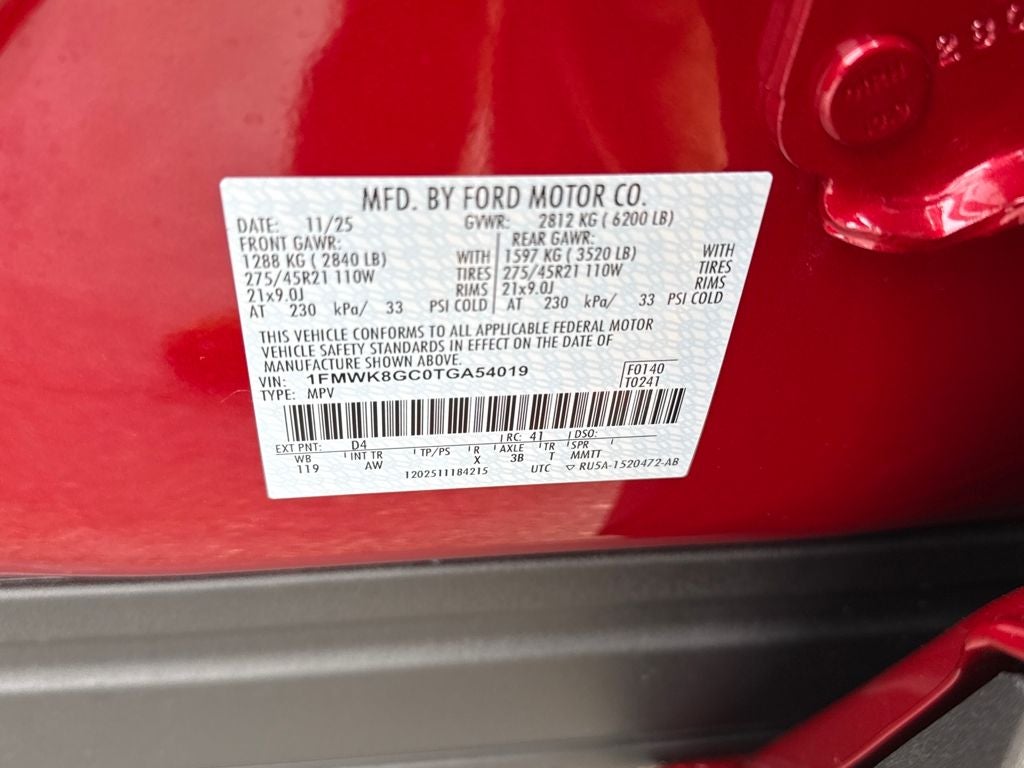 MFD. BY FORD MOTOR CO.
DATE: 11/25 GVWR: 2812 KG ( 6200 LB)
FRONT GAWR: REAR GAWR:
1288 KG ( 2840 LB) WITH 1597 KG ( 3520 LB) WITH
275/45R21 110W TIRES 275/45R21 110W TIRES
21x9.0J RIMS 21x9.0J RIMS
AT 230 kPa/ 33 PSI COLD AT 230 kPa/ 33 PSI COLD
THIS VEHICLE CONFORMS TO ALL APPLICABLE FEDERAL MOTOR
VEHICLE SAFETY STANDARDS IN EFFECT ON THE DATE OF
MANUFACTURE SHOWN ABOVE.
VIN: 1FMWK8GC0TGA54019 F0140
TYPE: MPV T0241
EXT PNT: D4 RC: 41 DSO:
WB INT TR TP/PS R AXLE TR SPR
119 AW X 3B T MMTT
1202511184215 UTC ▽ RU5A-1520472-AB